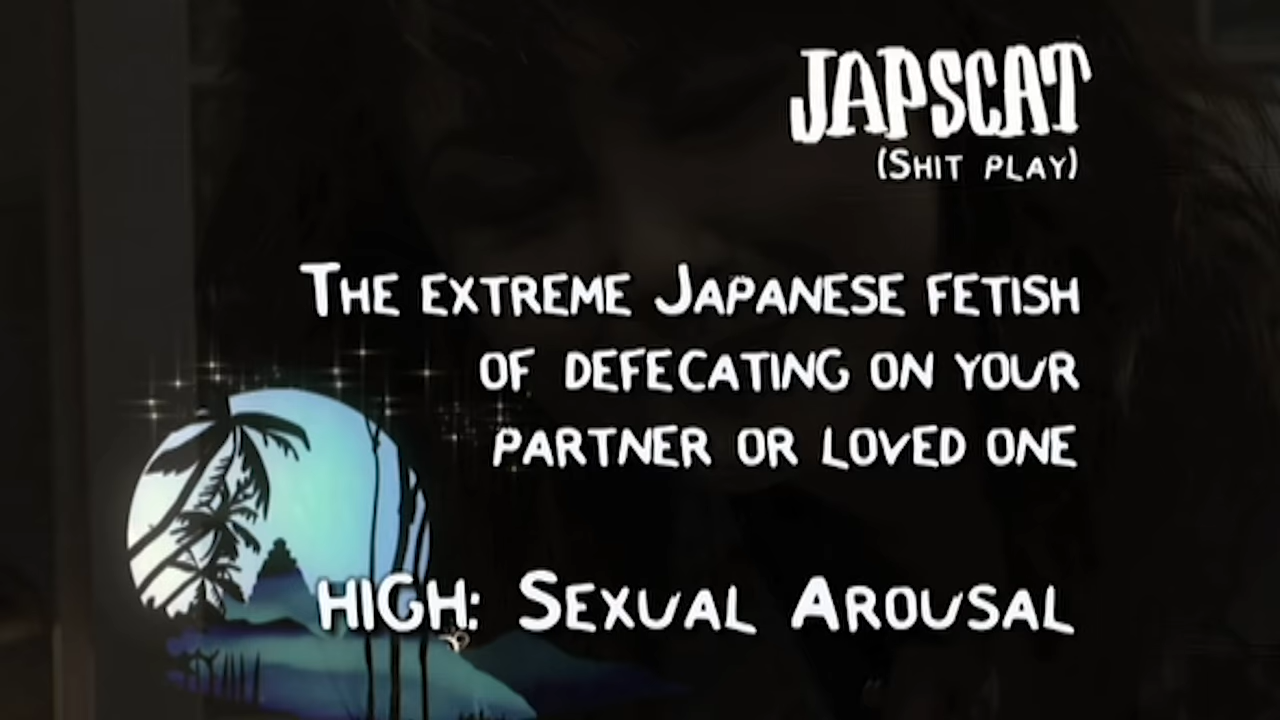 JAPSCAT
(SHIT PLAY)
THE EXTREME JAPANESE FETISH
OF DEFECATING ON YOUR
PARTNER OR LOVED ONE
HIGH: SEXUAL AROUSAL